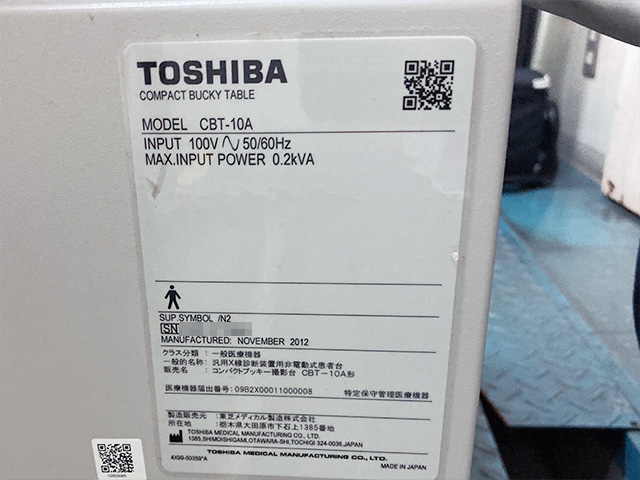 TOSHIBA
COMPACT BUCKY TABLE
MODEL CBT-10A
INPUT 100V ∿ 50/60Hz
MAX.INPUT POWER 0.2kVA
SUP.SYMBOL /N2
SN
MANUFACTURED: NOVEMBER 2012
クラス分類: 一般医療機器
一般的名称: 汎用X線診断装置用非電動式患者台
販売名: コンパクトブッキー撮影台 CBT-10A形
医療機器届出番号: 09B2X00011000008 特定保守管理医療機器
製造販売元: 東芝メディカル製造株式会社
所在地: 栃木県大田原市下石上1385番地
TOSHIBA MEDICAL MANUFACTURING CO., LTD.
1385,SHIMOISHIGAMI,OTAWARA-SHI,TOCHIGI 324-0036,JAPAN
TOSHIBA MEDICAL MANUFACTURING CO., LTD.
4X99-50359*A MADE IN JAPAN